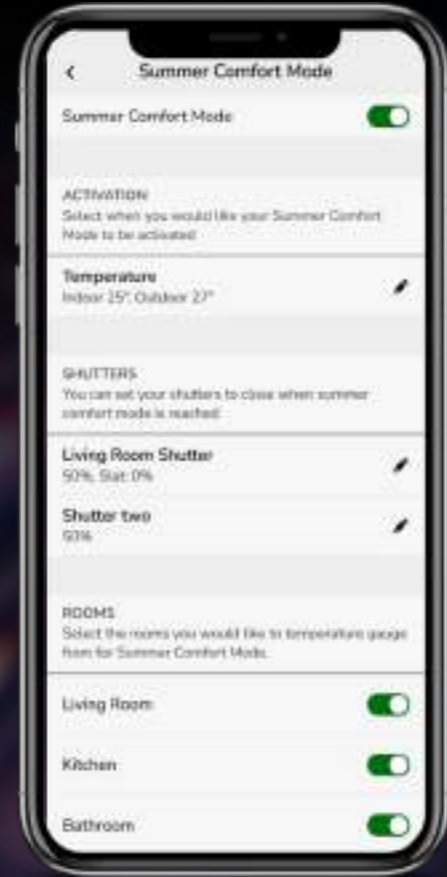 Summer Comfort Mode
Summer Comfort Mode
ACTIVATION
Select when you would like your Summer Comfort
Mode to be activated
Temperature
Indoor 25°, Outdoor 27°
SHUTTERS
You can set your shutters to close when summer
comfort mode is reached
Living Room Shutter
50%, Slat: 0%
Shutter two
50%
ROOMS
Select the rooms you would like to temperature gauge
from for Summer Comfort Mode.
Living Room
Kitchen
Bathroom